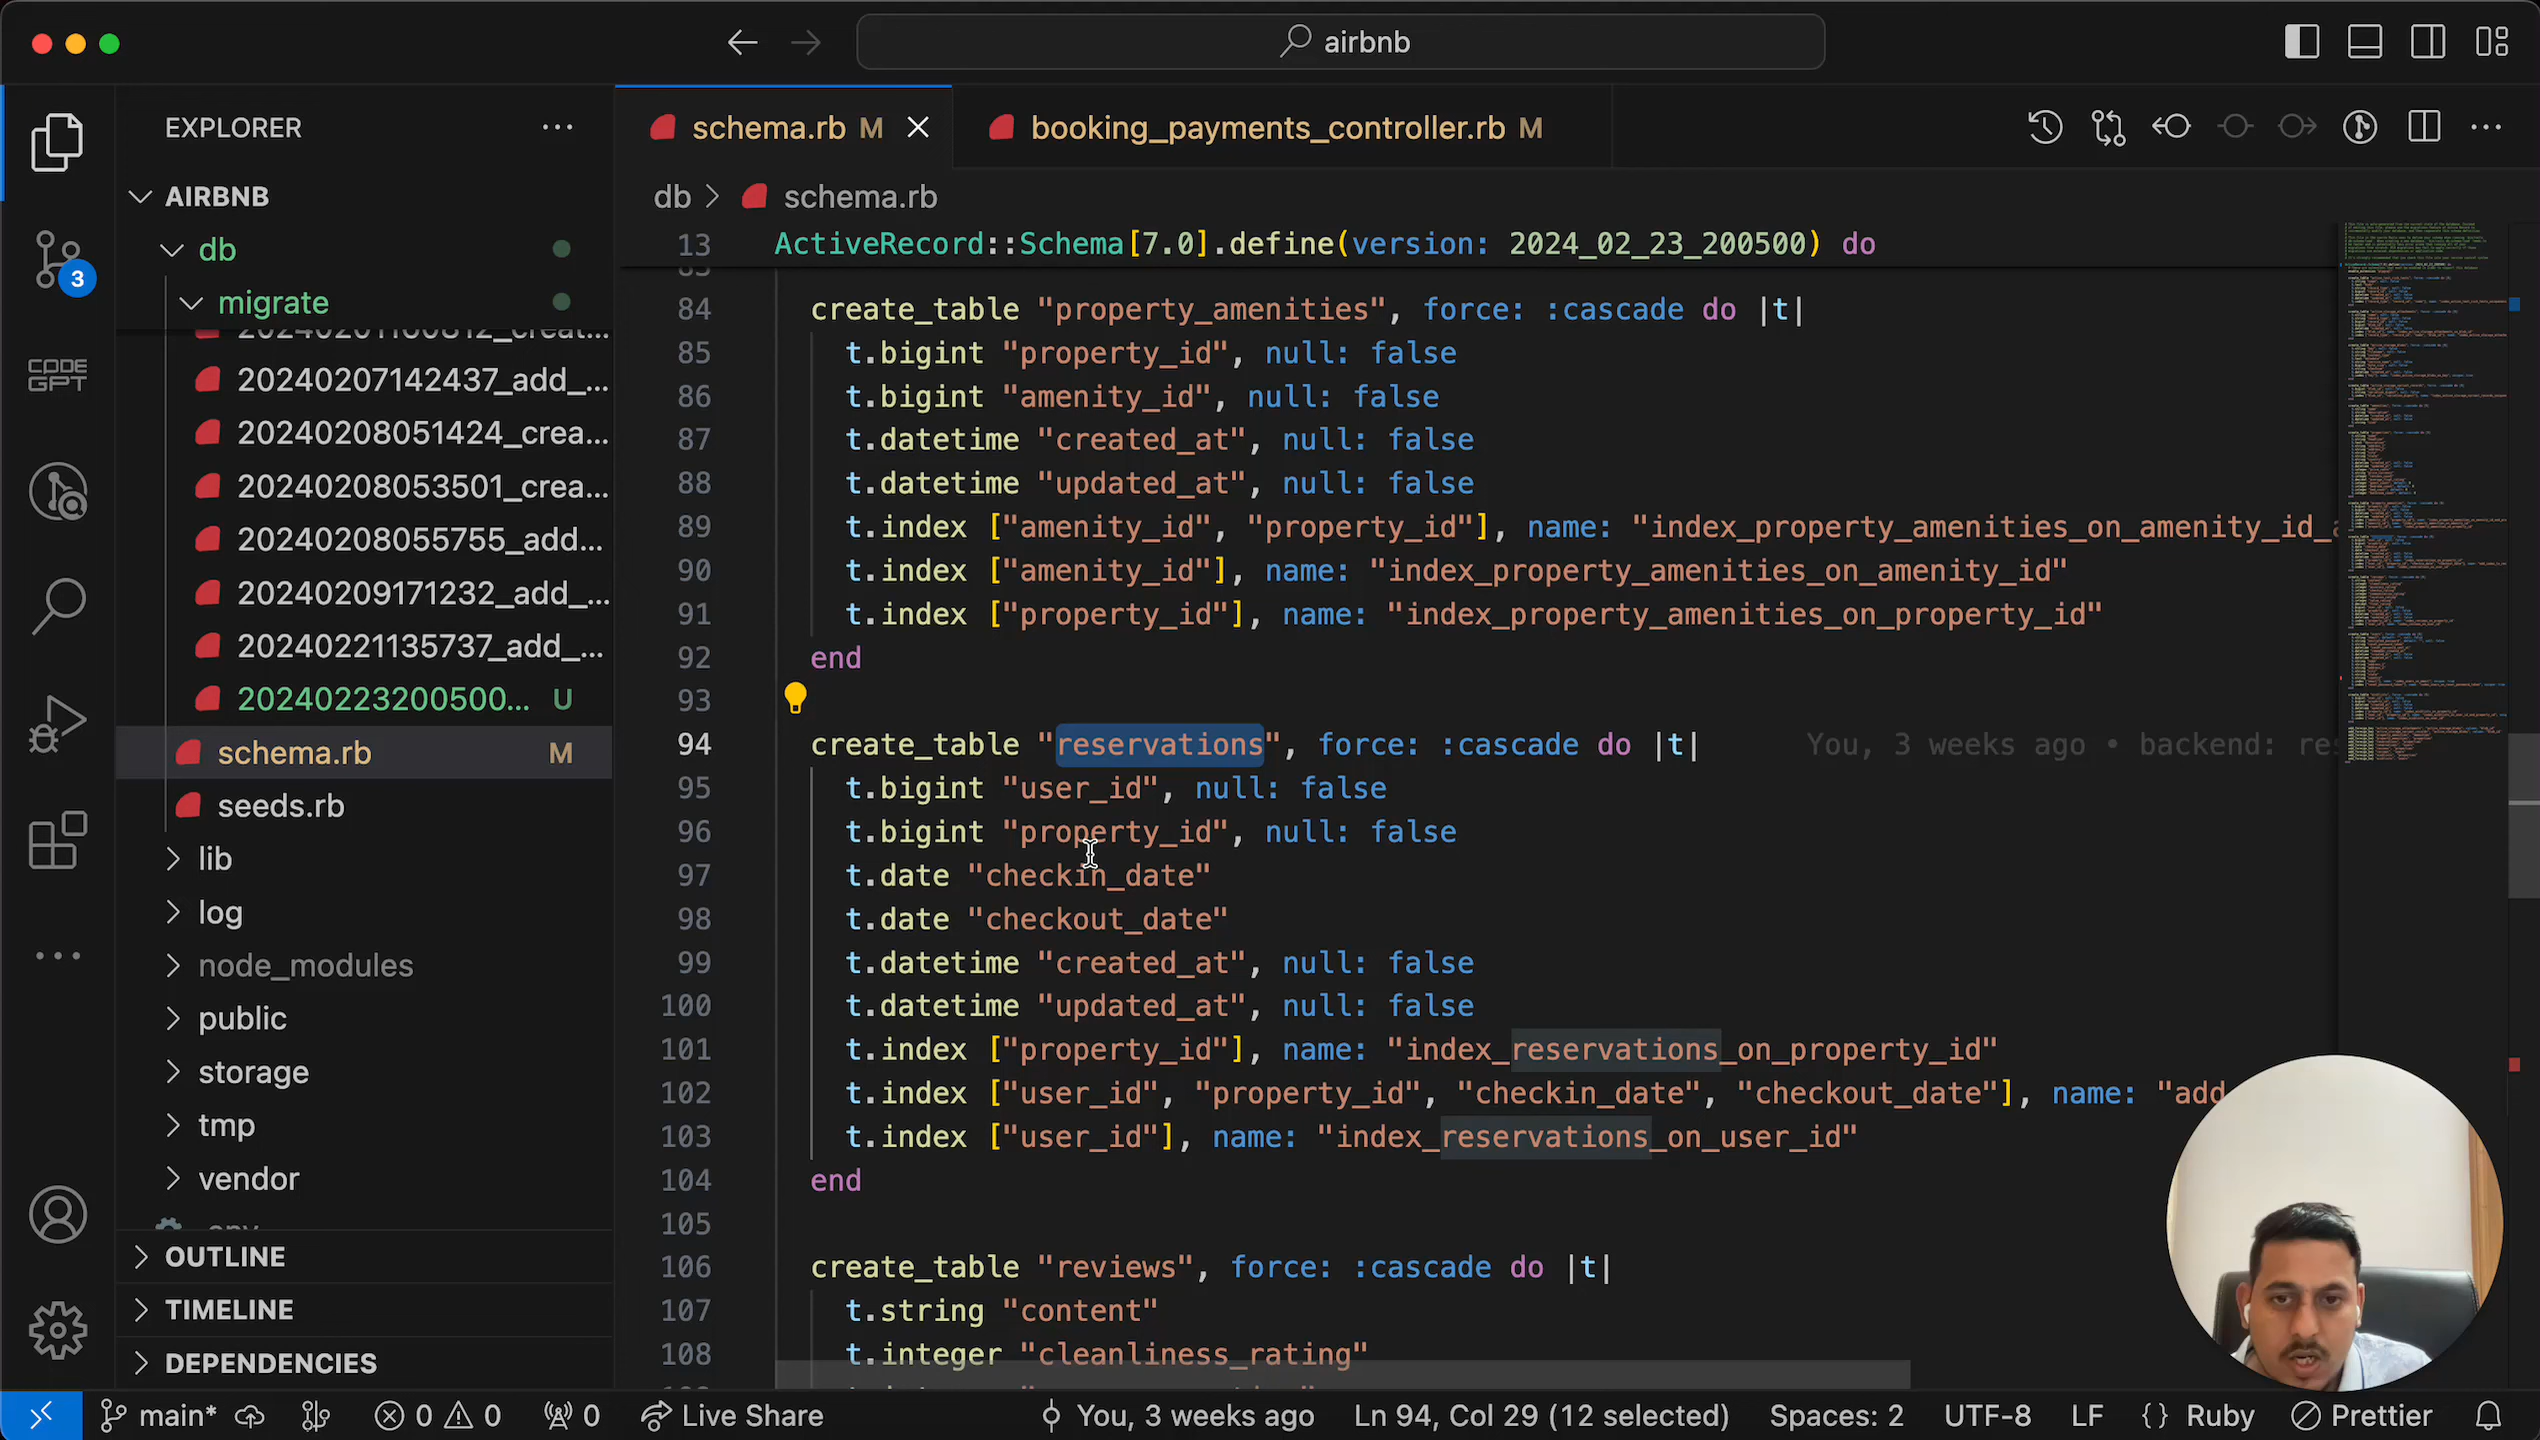 airbnb
EXPLORER
schema.rb M
booking_payments_controller.rb M
AIRBNB
db
migrate
20240207142437_add_...
20240208051424_crea...
20240208053501_crea...
20240208055755_add...
20240209171232_add_...
20240221135737_add_...
20240223200500... U
schema.rb M
seeds.rb
lib
log
node_modules
public
storage
tmp
vendor
OUTLINE
TIMELINE
DEPENDENCIES
3
CODE
GPT
db > schema.rb
13 ActiveRecord::Schema[7.0].define(version: 2024_02_23_200500) do
84 create_table "property_amenities", force: :cascade do |t|
85 t.bigint "property_id", null: false
86 t.bigint "amenity_id", null: false
87 t.datetime "created_at", null: false
88 t.datetime "updated_at", null: false
89 t.index ["amenity_id", "property_id"], name: "index_property_amenities_on_amenity_id_a
90 t.index ["amenity_id"], name: "index_property_amenities_on_amenity_id"
91 t.index ["property_id"], name: "index_property_amenities_on_property_id"
92 end
93
94 create_table "reservations", force: :cascade do |t| You, 3 weeks ago • backend: res
95 t.bigint "user_id", null: false
96 t.bigint "property_id", null: false
97 t.date "checkin_date"
98 t.date "checkout_date"
99 t.datetime "created_at", null: false
100 t.datetime "updated_at", null: false
101 t.index ["property_id"], name: "index_reservations_on_property_id"
102 t.index ["user_id", "property_id", "checkin_date", "checkout_date"], name: "add
103 t.index ["user_id"], name: "index_reservations_on_user_id"
104 end
105
106 create_table "reviews", force: :cascade do |t|
107 t.string "content"
108 t.integer "cleanliness_rating"
main* 0 0 0 Live Share You, 3 weeks ago Ln 94, Col 29 (12 selected) Spaces: 2 UTF-8 LF {} Ruby Prettier